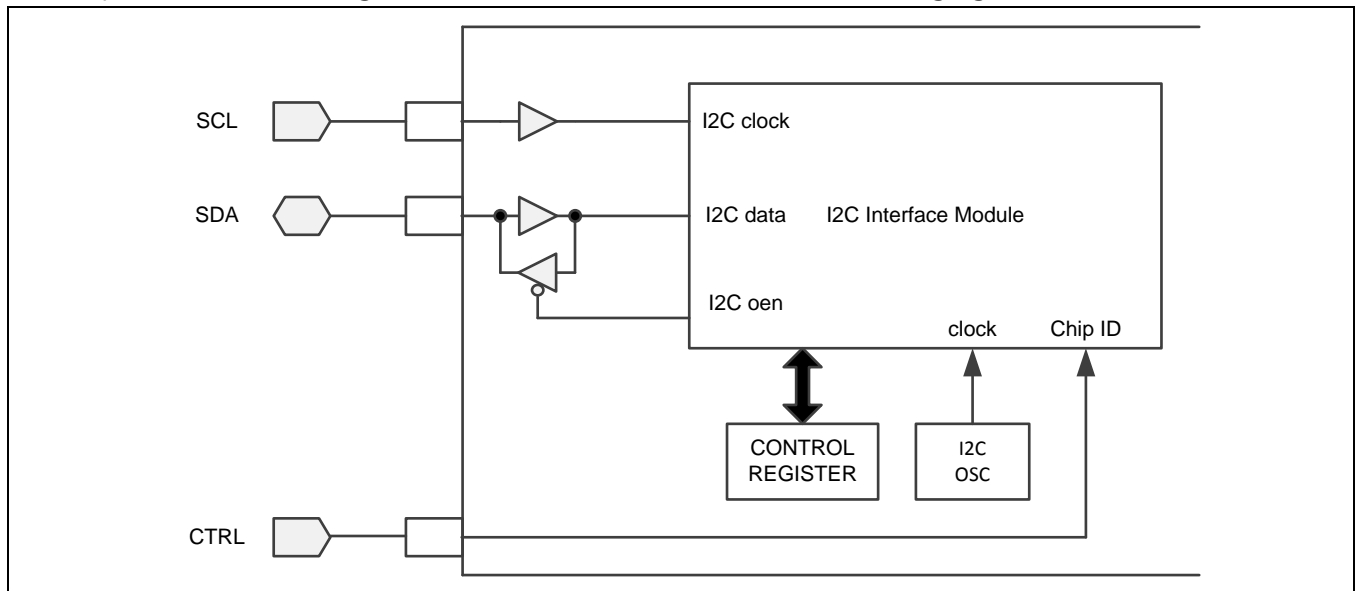 SCL
I2C clock
SDA
I2C data
I2C Interface Module
I2C oen
clock
Chip ID
CONTROL
REGISTER
I2C
OSC
CTRL